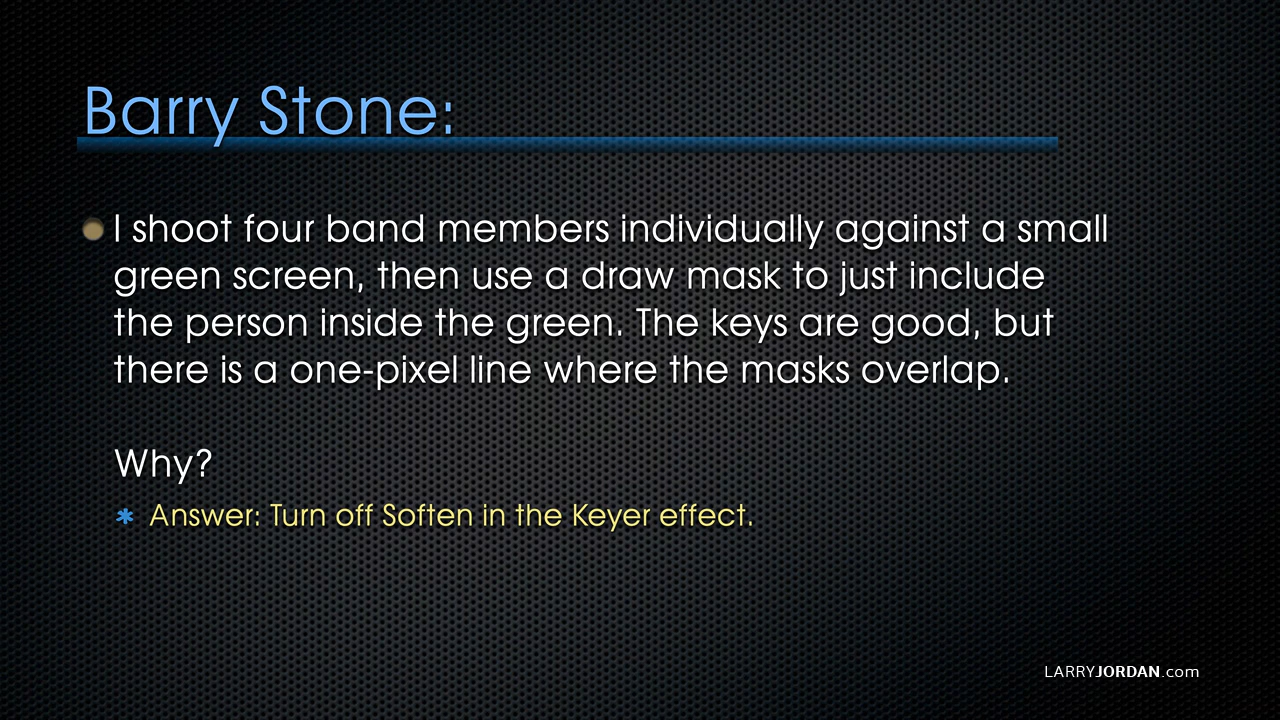 Barry Stone:
I shoot four band members individually against a small
green screen, then use a draw mask to just include
the person inside the green. The keys are good, but
there is a one-pixel line where the masks overlap.
Why?
Answer: Turn off Soften in the Keyer effect.
LARRYJORDAN.com